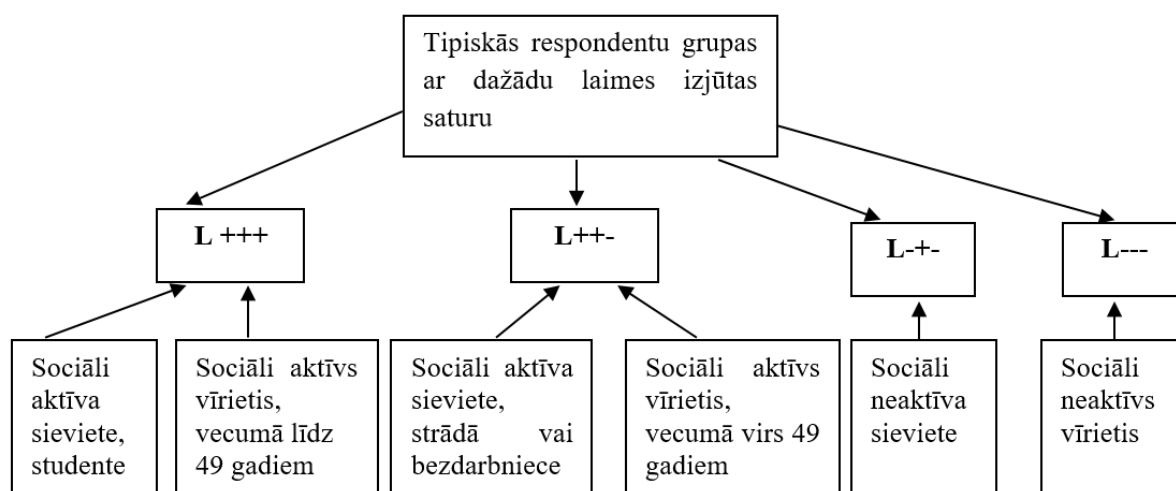 Tipiskās respondentu grupas
ar dažādu laimes izjūtas
saturu
L +++
L++-
L-+-
L---
Sociāli
aktīva
sieviete,
studente
Sociāli aktīvs
vīrietis,
vecumā līdz
49 gadiem
Sociāli aktīva
sieviete,
strādā vai
bezdarbniece
Sociāli aktīvs
vīrietis,
vecumā virs 49
gadiem
Sociāli
neaktīva
sieviete
Sociāli
neaktīvs
vīrietis